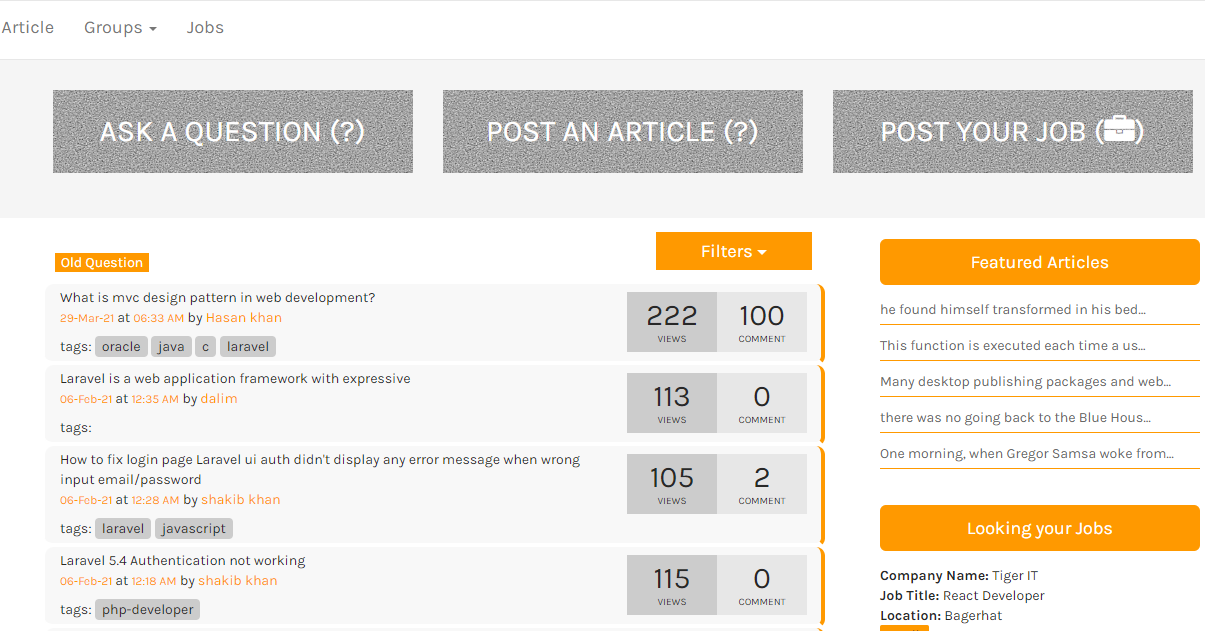 Article Groups Jobs
ASK A QUESTION (?)
POST AN ARTICLE (?)
POST YOUR JOB ()
Filters
Old Question
What is mvc design pattern in web development?
29-Mar-21 at 06:33 AM by Hasan khan
tags: oracle java c laravel
222 VIEWS
100 COMMENT
Laravel is a web application framework with expressive
06-Feb-21 at 12:35 AM by dalim
tags:
113 VIEWS
0 COMMENT
How to fix login page Laravel ui auth didn't display any error message when wrong
input email/password
06-Feb-21 at 12:28 AM by shakib khan
tags: laravel javascript
105 VIEWS
2 COMMENT
Laravel 5.4 Authentication not working
06-Feb-21 at 12:18 AM by shakib khan
tags: php-developer
115 VIEWS
0 COMMENT
Featured Articles
he found himself transformed in his bed...
This function is executed each time a us...
Many desktop publishing packages and web...
there was no going back to the Blue Hous...
One morning, when Gregor Samsa woke from...
Looking your Jobs
Company Name: Tiger IT
Job Title: React Developer
Location: Bagerhat